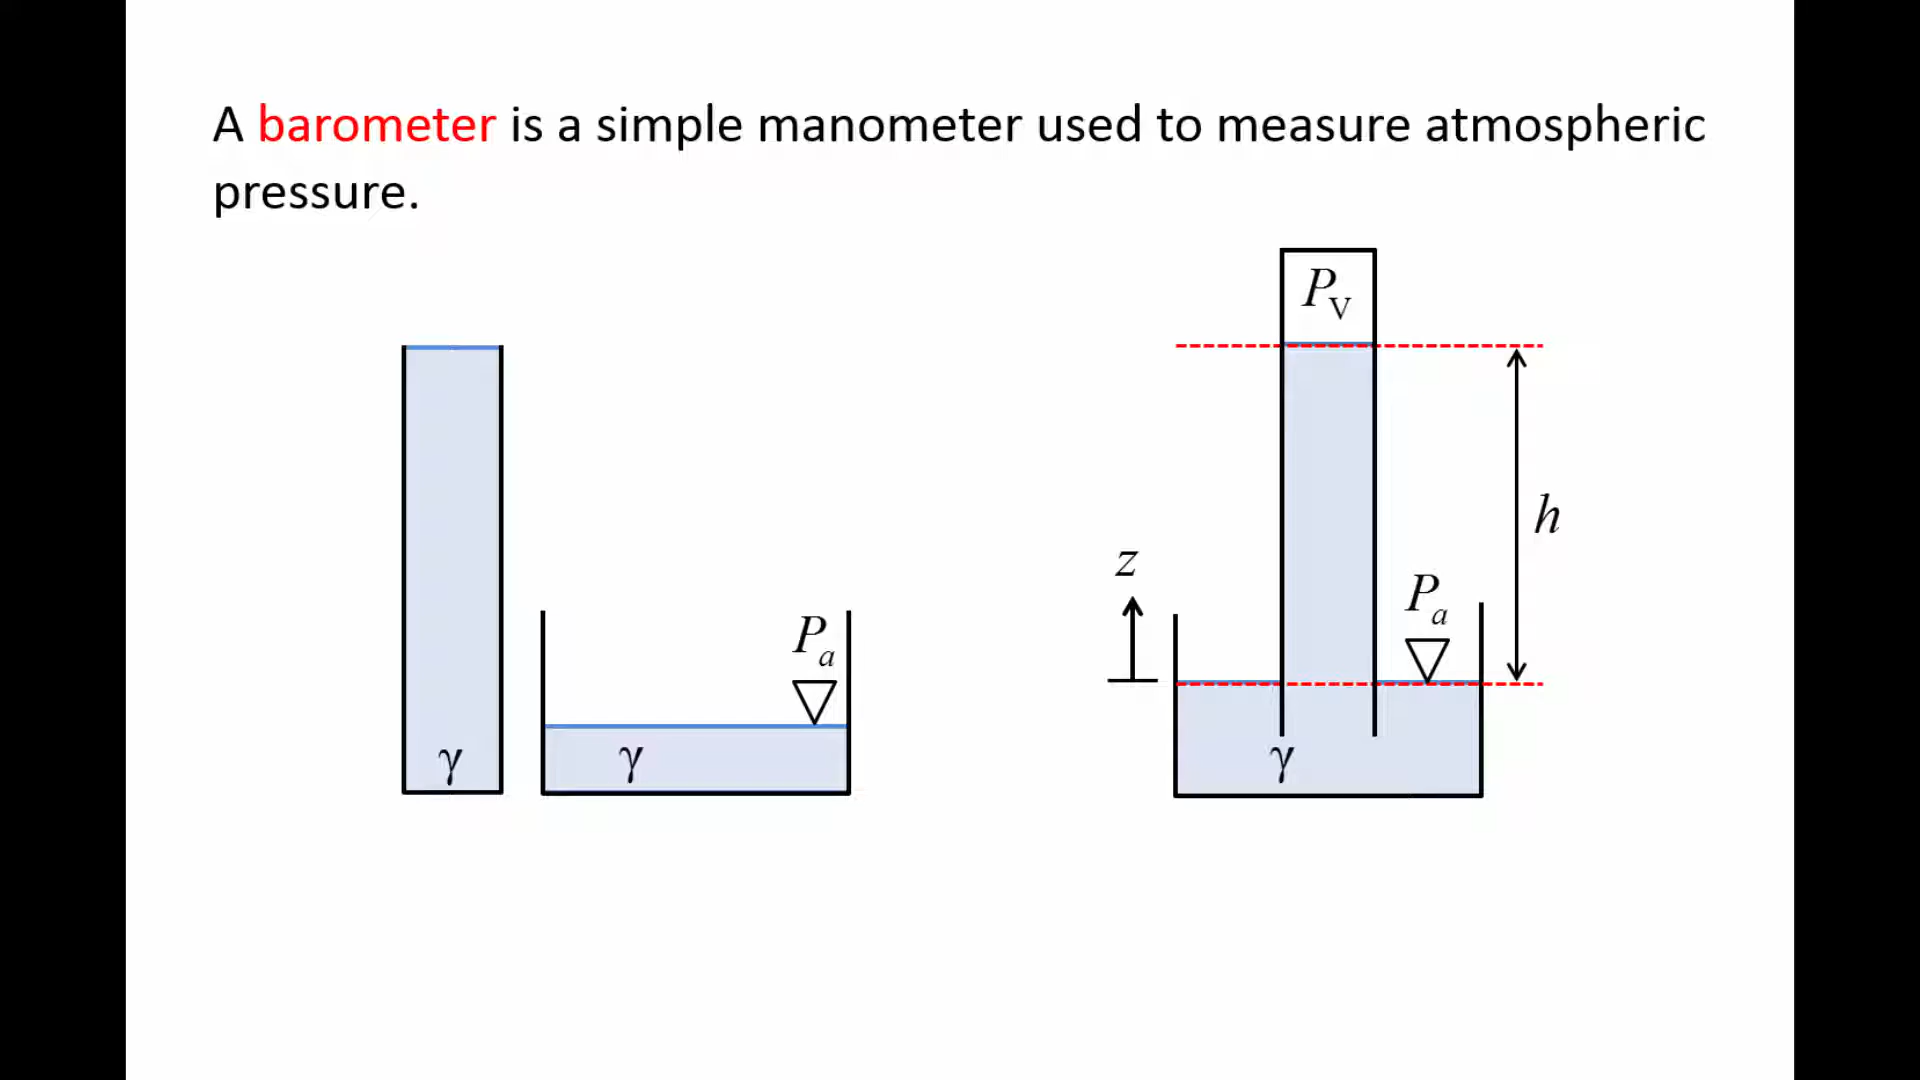 A barometer is a simple manometer used to measure atmospheric
pressure.
P_V
h
z
P_a
P_a
γ
γ
γ